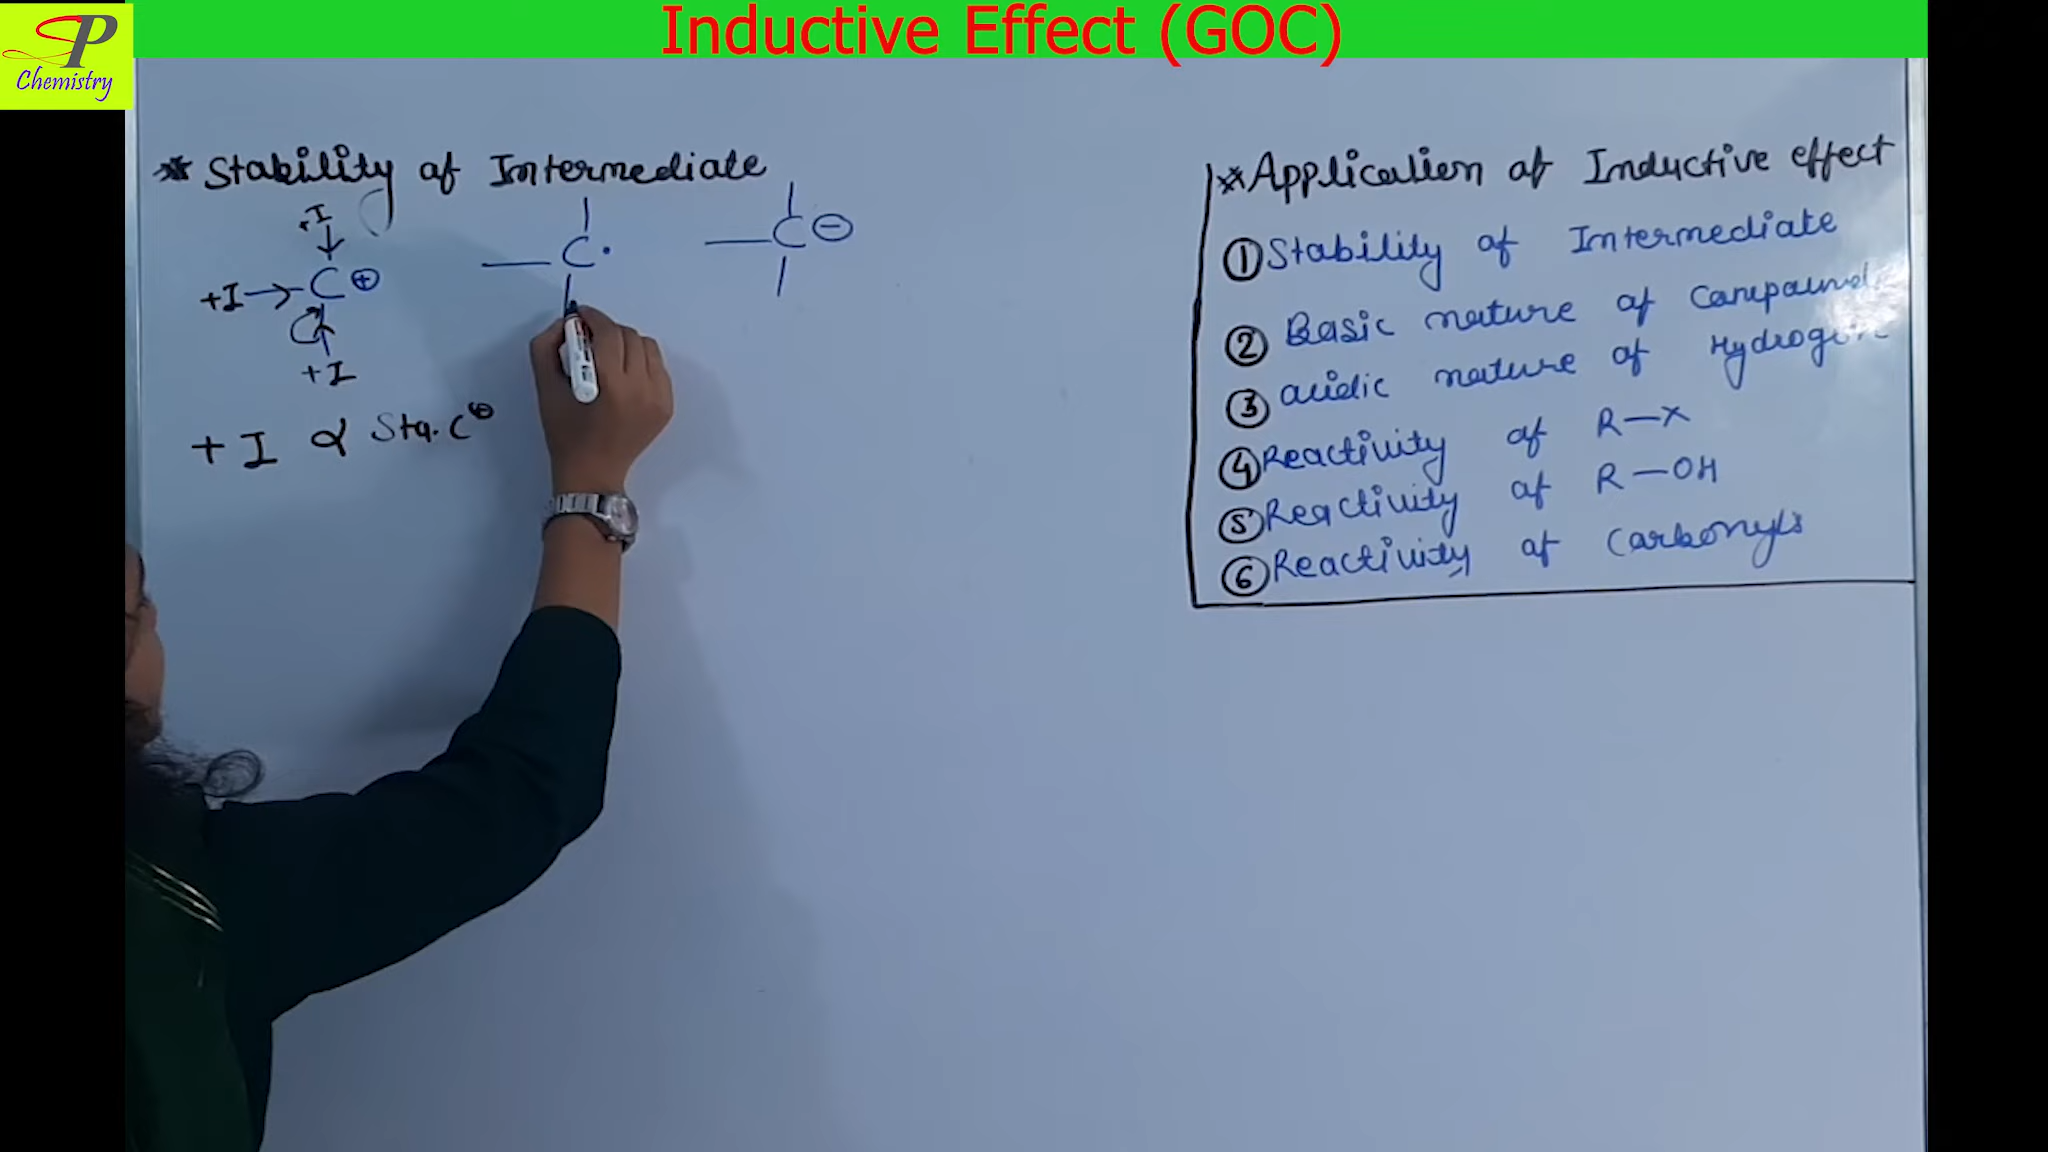 SP
Chemistry
Inductive Effect (GOC)
* Stability of Intermediate
+I
+I → C ⊕
+I
C •
C ⊖
+ I ∝ Sta. C⊕
* Application of Inductive effect
① Stability of Intermediate
② Basic nature of Compound
③ acidic nature of Hydrogen
④ Reactivity of R—X
⑤ Reactivity of R—OH
⑥ Reactivity of Carbonyls